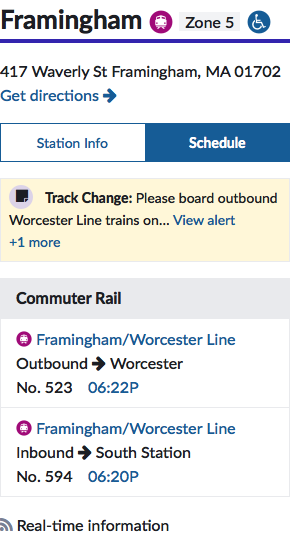 Framingham Zone 5
417 Waverly St Framingham, MA 01702
Get directions
Station Info
Schedule
Track Change: Please board outbound
Worcester Line trains on... View alert
+1 more
Commuter Rail
Framingham/Worcester Line
Outbound Worcester
No. 523 06:22P
Framingham/Worcester Line
Inbound South Station
No. 594 06:20P
Real-time information